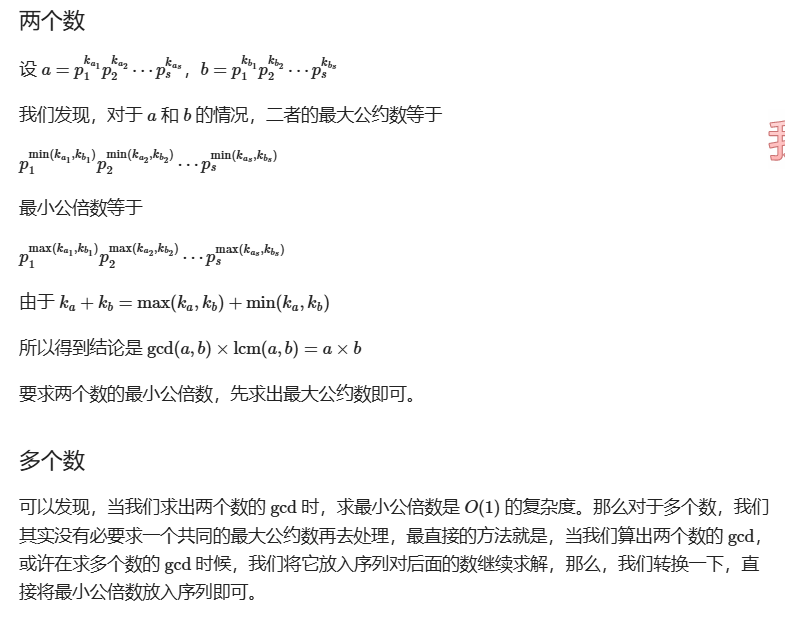 两个数
设 $a = p_1^{k_{a_1}} p_2^{k_{a_2}} \cdots p_s^{k_{a_s}}$，$b = p_1^{k_{b_1}} p_2^{k_{b_2}} \cdots p_s^{k_{b_s}}$
我们发现，对于 $a$ 和 $b$ 的情况，二者的最大公约数等于
$p_1^{\min(k_{a_1},k_{b_1})} p_2^{\min(k_{a_2},k_{b_2})} \cdots p_s^{\min(k_{a_s},k_{b_s})}$
最小公倍数等于
$p_1^{\max(k_{a_1},k_{b_1})} p_2^{\max(k_{a_2},k_{b_2})} \cdots p_s^{\max(k_{a_s},k_{b_s})}$
由于 $k_a + k_b = \max(k_a, k_b) + \min(k_a, k_b)$
所以得到结论是 $\gcd(a, b) \times \operatorname{lcm}(a, b) = a \times b$
要求两个数的最小公倍数，先求出最大公约数即可。
多个数
可以发现，当我们求出两个数的 gcd 时，求最小公倍数是 $O(1)$ 的复杂度。那么对于多个数，我们
其实没有必要求一个共同的最大公约数再去处理，最直接的方法就是，当我们算出两个数的 gcd，
或许在求多个数的 gcd 时候，我们将它放入序列对后面的数继续求解，那么，我们转换一下，直
接将最小公倍数放入序列即可。